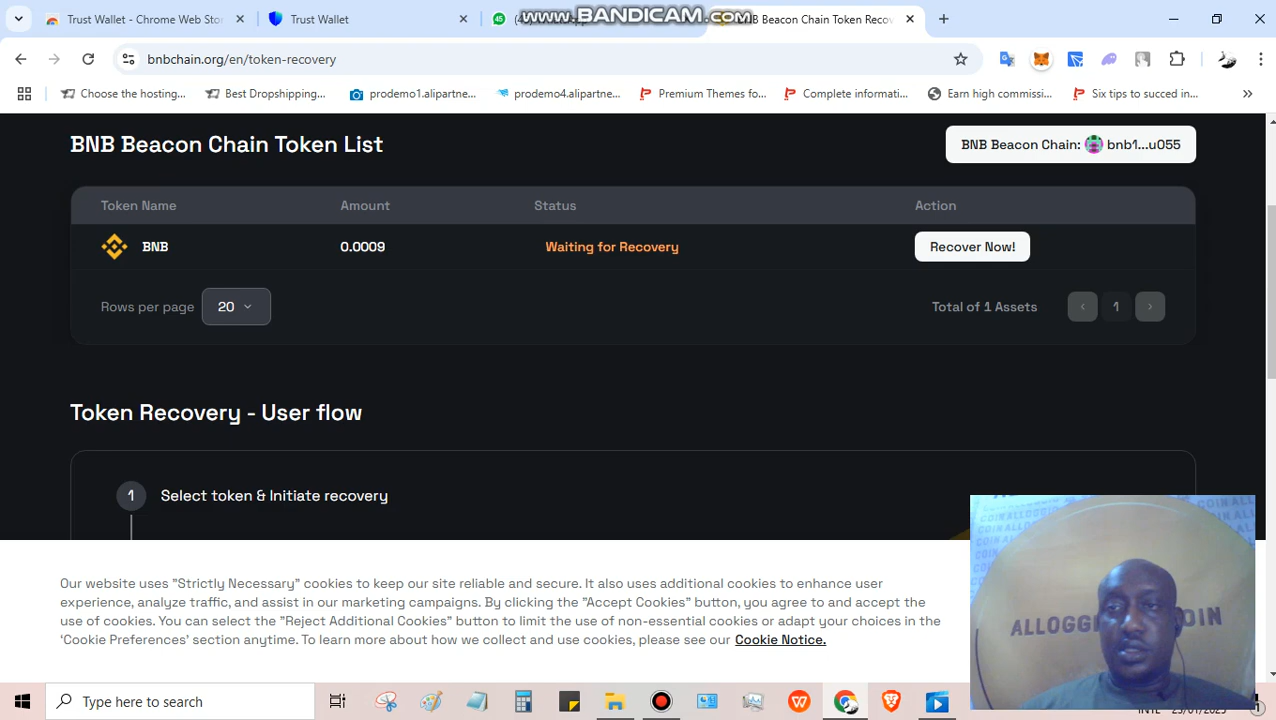 Trust Wallet - Chrome Web Sto
Trust Wallet
www.BANDICAM.com
BNB Beacon Chain Token Reco
bnbchain.org/en/token-recovery
Choose the hosting...
Best Dropshipping...
prodemo1.alipartne...
prodemo4.alipartne...
Premium Themes fo...
Complete informati...
Earn high commissi...
Six tips to succed in...
BNB Beacon Chain Token List
BNB Beacon Chain: bnb1...u055
Token Name Amount Status Action
BNB 0.0009 Waiting for Recovery Recover Now!
Rows per page 20 Total of 1 Assets 1
Token Recovery - User flow
1 Select token & Initiate recovery
Our website uses "Strictly Necessary" cookies to keep our site reliable and secure. It also uses additional cookies to enhance user
experience, analyze traffic, and assist in our marketing campaigns. By clicking the "Accept Cookies" button, you agree to and accept the
use of cookies. You can select the "Reject Additional Cookies" button to limit the use of non-essential cookies or adapt your choices in the
'Cookie Preferences' section anytime. To learn more about how we collect and use cookies, please see our Cookie Notice.
Type here to search